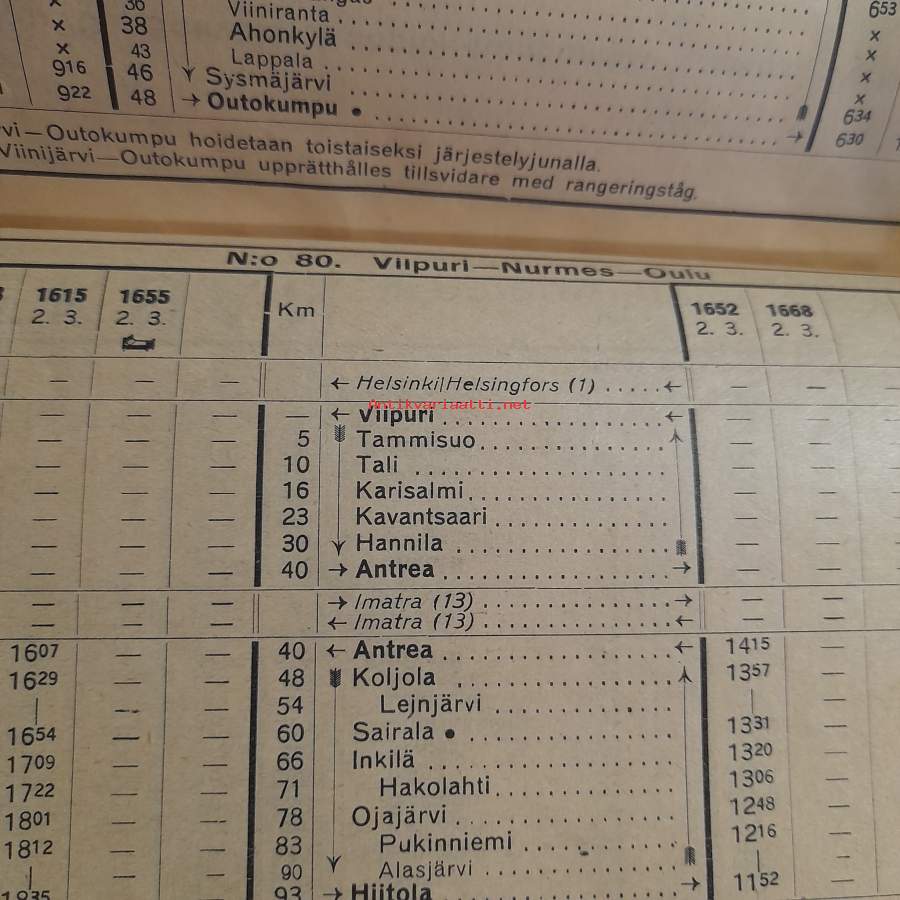 x 36
x 38 Viiniranta 653
x 43 Ahonkylä x
916 46 Lappala x
922 48 Sysmäjärvi x
→ Outokumpu • x
634
→ 630
vi—Outokumpu hoidetaan toistaiseksi järjestelyjunalla.
Viinijärvi—Outokumpu upprätthålles tillsvidare med rangeringståg.
N:o 80. Viipuri—Nurmes—Oulu
1615 1655 Km 1652 1668
2. 3. 2. 3. 2. 3. 2. 3.
— — — ← Helsinki/Helsingfors (1) ..... ← — —
Antikvariaatti.net
— — — — ← Viipuri ← — —
— — — 5 Tammisuo — —
— — — 10 Tali — —
— — — 16 Karisalmi — —
— — — 23 Kavantsaari — —
— — — 30 Hannila — —
— — — 40 → Antrea → — —
— — — → Imatra (13) → — —
— — — ← Imatra (13) ← — —
1607 — — 40 ← Antrea ← 1415 —
1629 — — 48 Koljola 1357 —
| — — 54 Lejnjärvi | —
1654 — — 60 Sairala • 1331 —
1709 — — 66 Inkilä 1320 —
1722 — — 71 Hakolahti 1306 —
1801 — — 78 Ojajärvi 1248 —
1812 — — 83 Pukinniemi 1216 —
| — — 90 Alasjärvi | —
1835 — — 93 → Hiitola → 1152 —